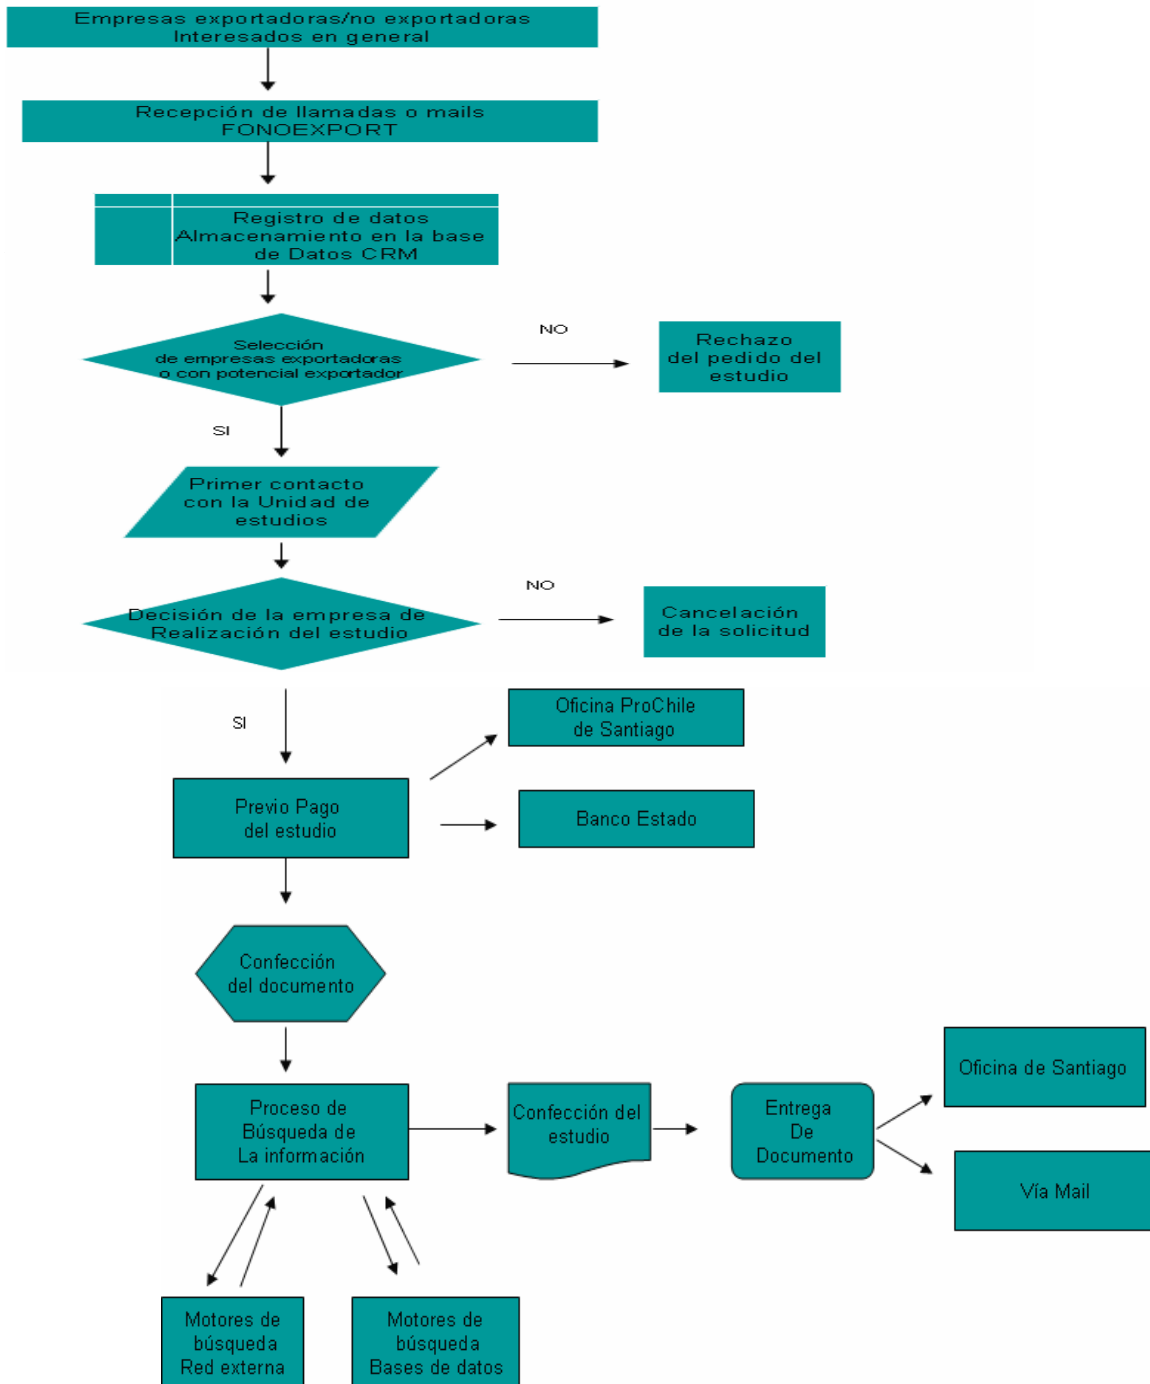 Empresas exportadoras/no exportadoras
Interesados en general
Recepción de llamadas o mails
FONOEXPORT
Registro de datos
Almacenamiento en la base
de Datos CRM
Selección
de empresas exportadoras
o con potencial exportador
NO
Rechazo
del pedido del
estudio
SI
Primer contacto
con la Unidad de
estudios
Decisión de la empresa de
Realización del estudio
NO
Cancelación
de la solicitud
SI
Oficina ProChile
de Santiago
Previo Pago
del estudio
Banco Estado
Confección
del documento
Proceso de
Búsqueda de
La información
Confección del
estudio
Entrega
De
Documento
Oficina de Santiago
Vía Mail
Motores de
búsqueda
Red externa
Motores de
búsqueda
Bases de datos